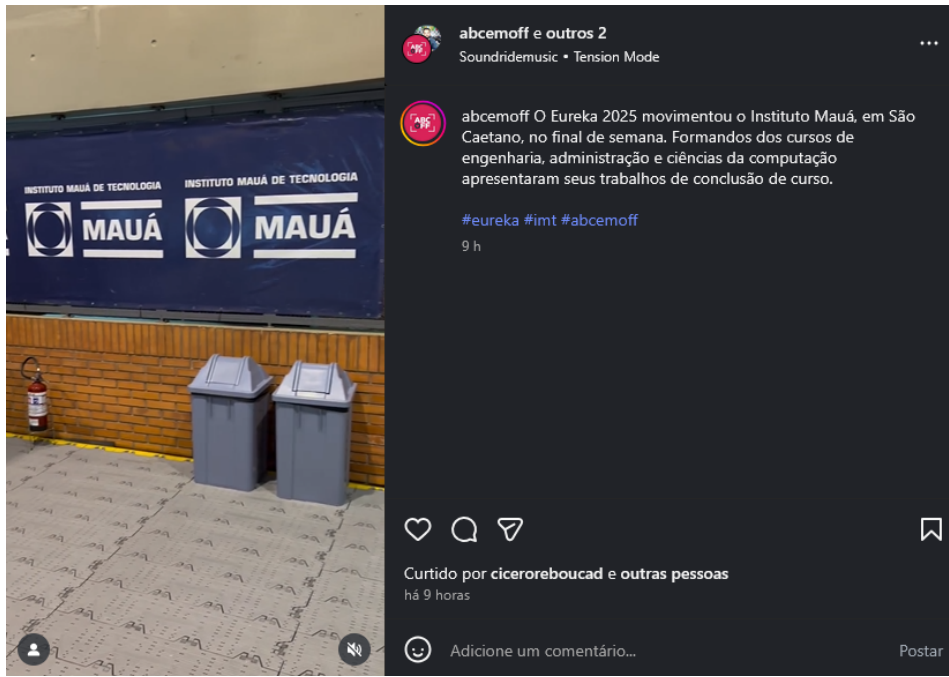 INSTITUTO MAUÁ DE TECNOLOGIA
MAUÁ
INSTITUTO MAUÁ DE TECNOLOGIA
MAUÁ
abcemoff e outros 2
Soundridemusic • Tension Mode
abcemoff O Eureka 2025 movimentou o Instituto Mauá, em São
Caetano, no final de semana. Formandos dos cursos de
engenharia, administração e ciências da computação
apresentaram seus trabalhos de conclusão de curso.
#eureka #imt #abcemoff
9 h
Curtido por ciceroreboucad e outras pessoas
há 9 horas
Adicione um comentário...
Postar